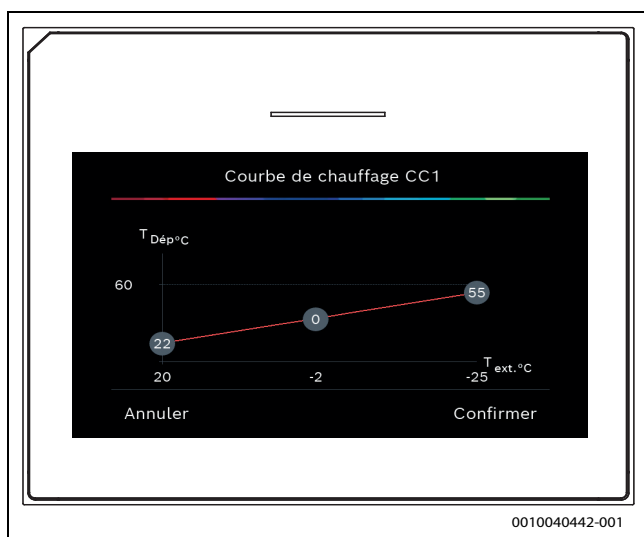 Courbe de chauffage CC1
T Dép°C
60
55
0
22
T ext.°C
20 -2 -25
Annuler Confirmer
0010040442-001